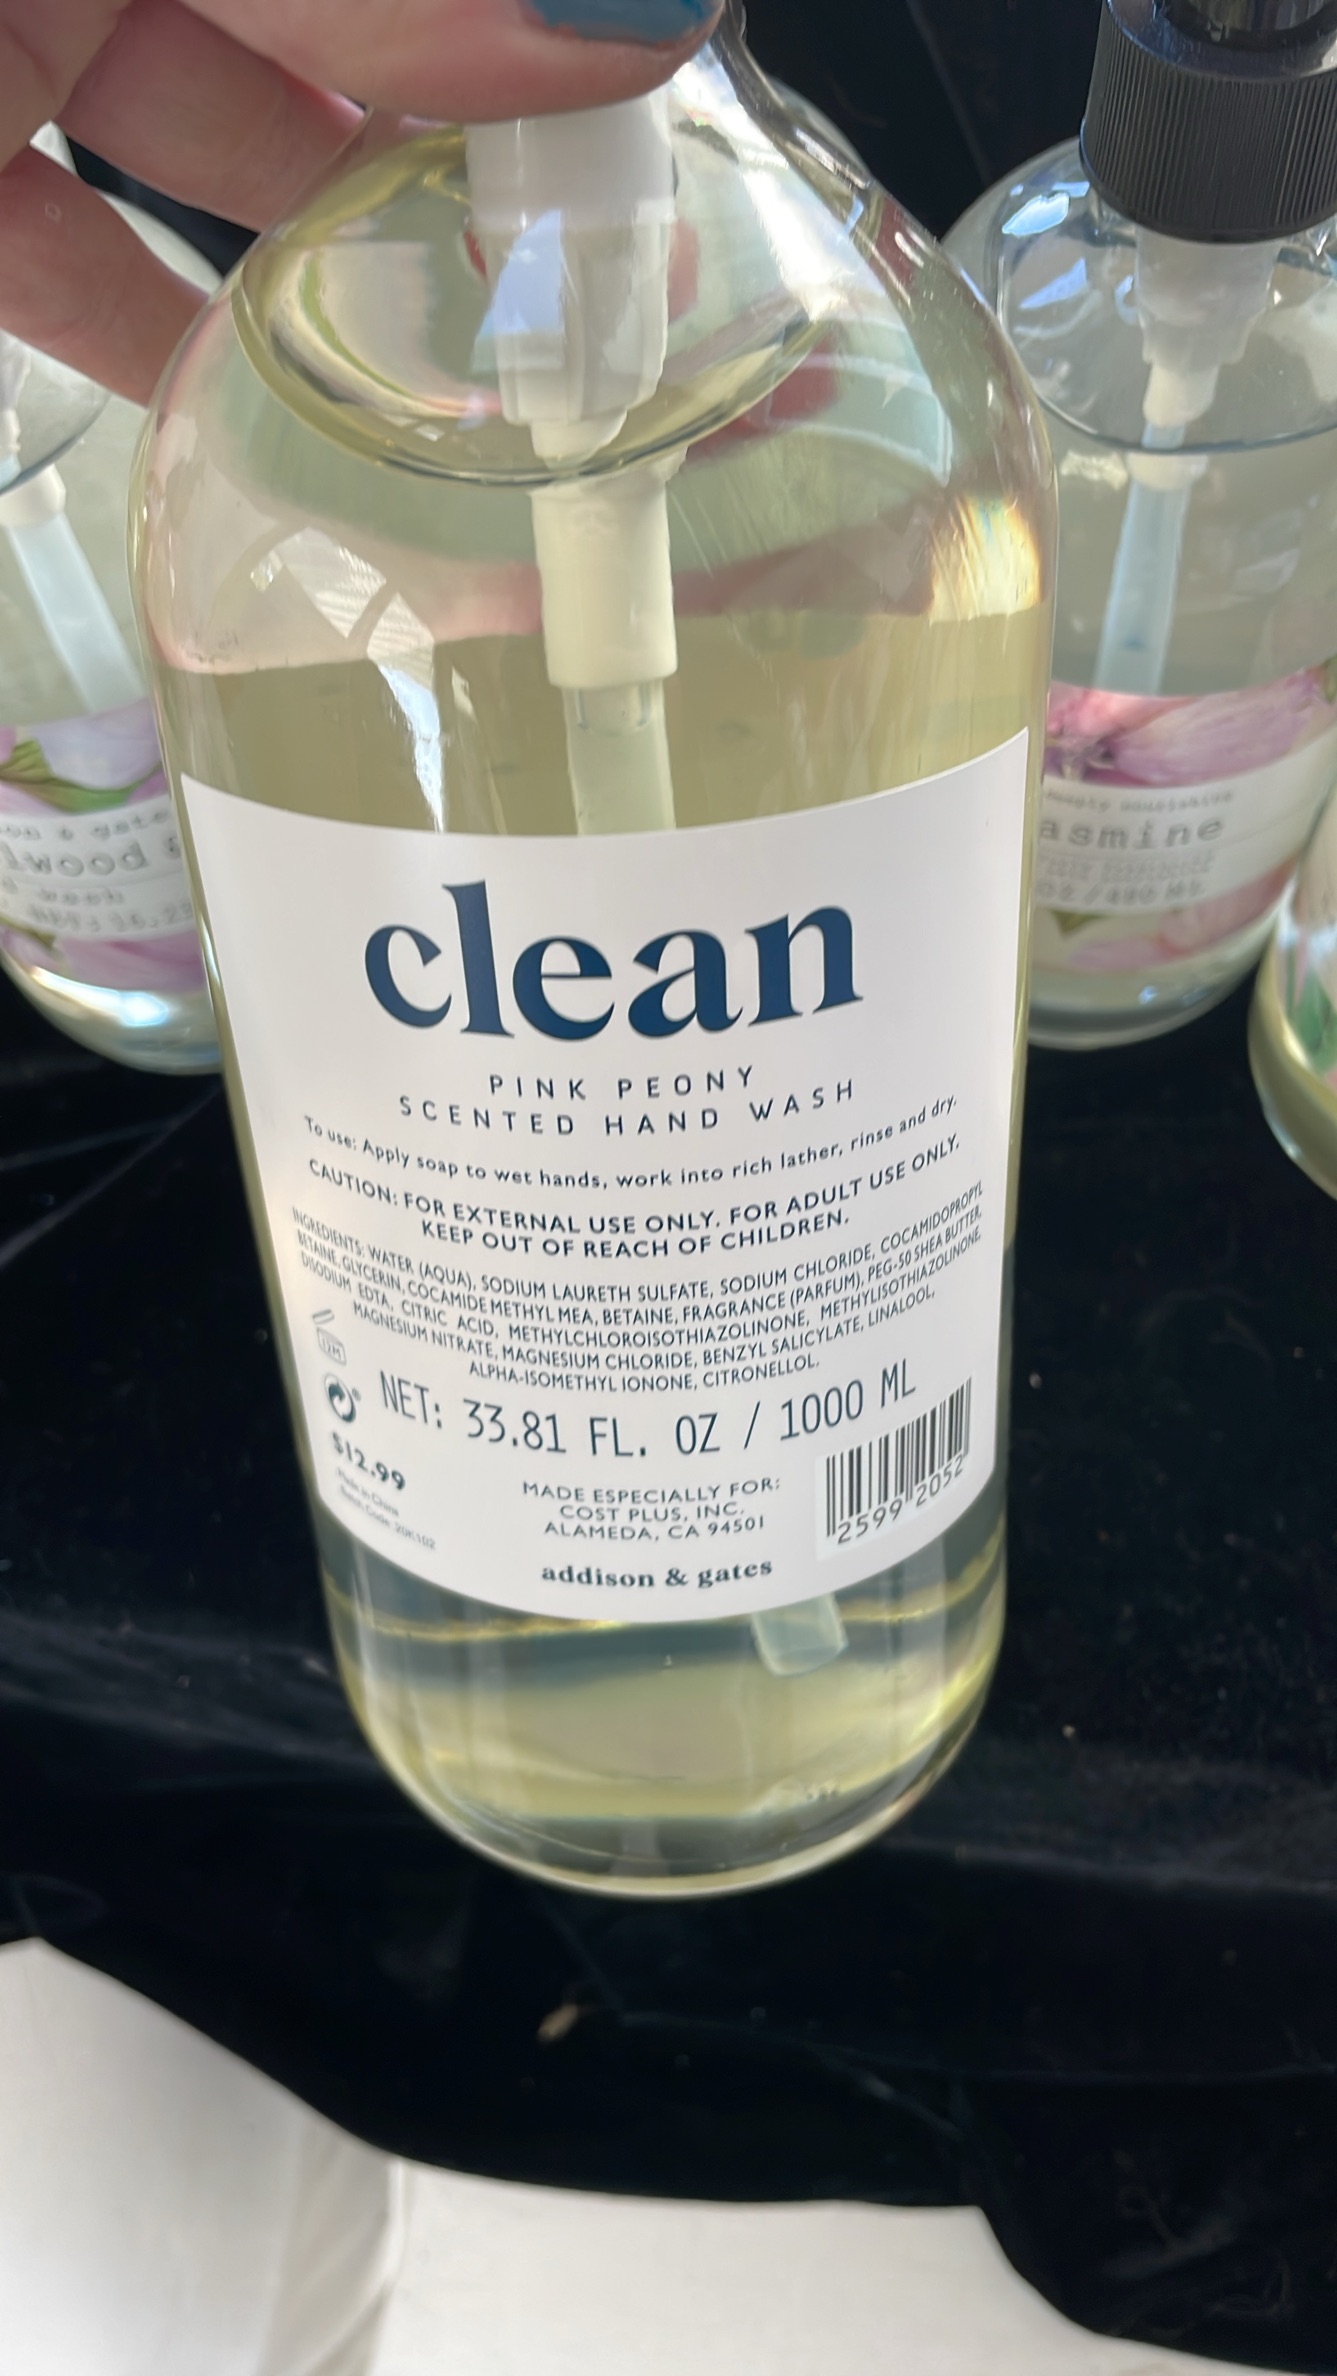 clean
PINK PEONY
SCENTED HAND WASH
To use: Apply soap to wet hands, work into rich lather, rinse and dry.
CAUTION: FOR EXTERNAL USE ONLY. FOR ADULT USE ONLY.
KEEP OUT OF REACH OF CHILDREN.
INGREDIENTS: WATER (AQUA), SODIUM LAURETH SULFATE, SODIUM CHLORIDE, COCAMIDOPROPYL
BETAINE, GLYCERIN, COCAMIDE METHYL MEA, BETAINE, FRAGRANCE (PARFUM), PEG-50 SHEA BUTTER,
DISODIUM EDTA, CITRIC ACID, METHYLCHLOROISOTHIAZOLINONE, METHYLISOTHIAZOLINONE,
MAGNESIUM NITRATE, MAGNESIUM CHLORIDE, BENZYL SALICYLATE, LINALOOL,
ALPHA-ISOMETHYL IONONE, CITRONELLOL.
12M
NET: 33.81 FL. OZ / 1000 ML
$12.99
Made in China
Batch Code:
MADE ESPECIALLY FOR:
COST PLUS, INC.
ALAMEDA, CA 94501
2599 2052
addison & gates
asmine